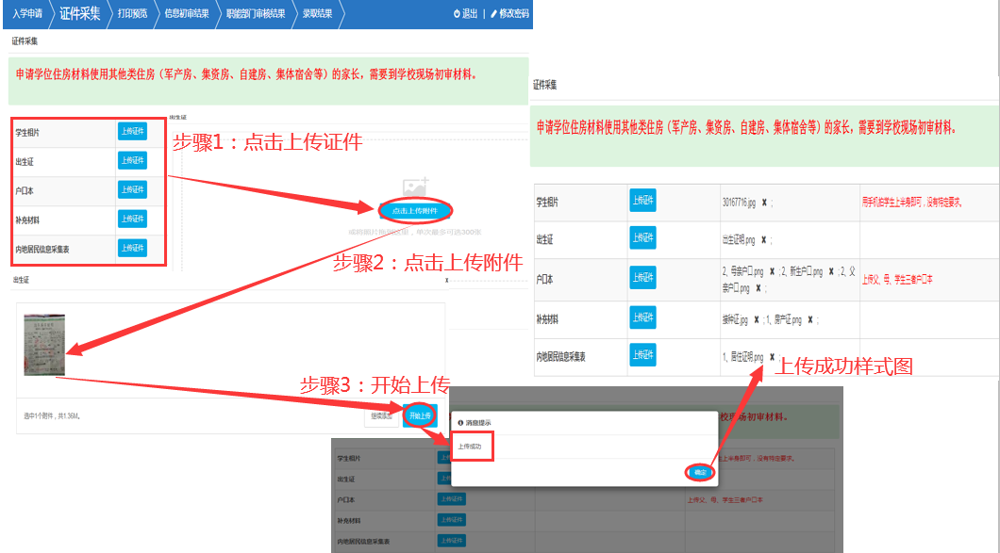 入学申请 证件采集 打印预览 信息初审结果 职能部门审核结果 录取结果 退出 | 修改密码
证件采集
申请学位住房材料使用其他类住房（军产房、集资房、自建房、集体宿舍等）的家长，需要到学校现场初审材料。
出生证
学生相片 上传证件
出生证 上传证件
户口本 上传证件
补充材料 上传证件
内地居民信息采集表 上传证件
步骤1：点击上传证件
点击上传附件
或将照片拖到这里，单次最多可选300张
步骤2：点击上传附件
出生证 x
步骤3：开始上传
选中1个附件，共1.36M。
继续添加 开始上传
证件采集
申请学位住房材料使用其他类住房（军产房、集资房、自建房、集体宿舍等）的家长，需要到学校现场初审材料。
学生相片 上传证件 30167716.jpg ✖ ; 用手机拍学生上半身即可，没有特定要求。
出生证 上传证件 出生证明.png ✖ ;
户口本 上传证件 2、母亲户口.png ✖ ; 2、新生户口.png ✖ ; 2、父
亲户口.png ✖ ; 上传父、母、学生三者户口本
补充材料 上传证件 接种证.jpg ✖ ; 1、房产证.png ✖ ;
内地居民信息采集表 上传证件 1、居住证明.png ✖
上传成功样式图
校现场初审材料。
消息提示
上传成功
确定
学生相片 上 上半身即可，没有特定要求。
出生证 上
户口本 上传证件 上传父、母、学生三者户口本
补充材料 上传证件
内地居民信息采集表 上传证件